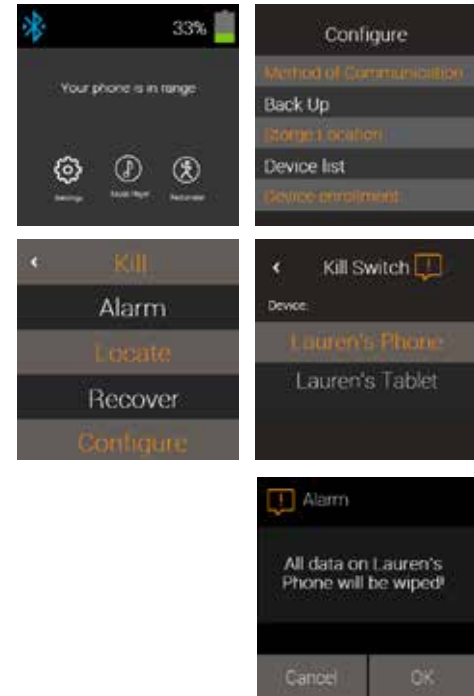 33%
Your phone is in range
Settings
Music Player
Pedometer
Configure
Method of Communication
Back Up
Storge Location
Device list
Device enrollment
Kill
Alarm
Locate
Recover
Configure
Kill Switch
Device:
Lauren's Phone
Lauren's Tablet
Alarm
All data on Lauren's
Phone will be wiped!
Cancel
OK